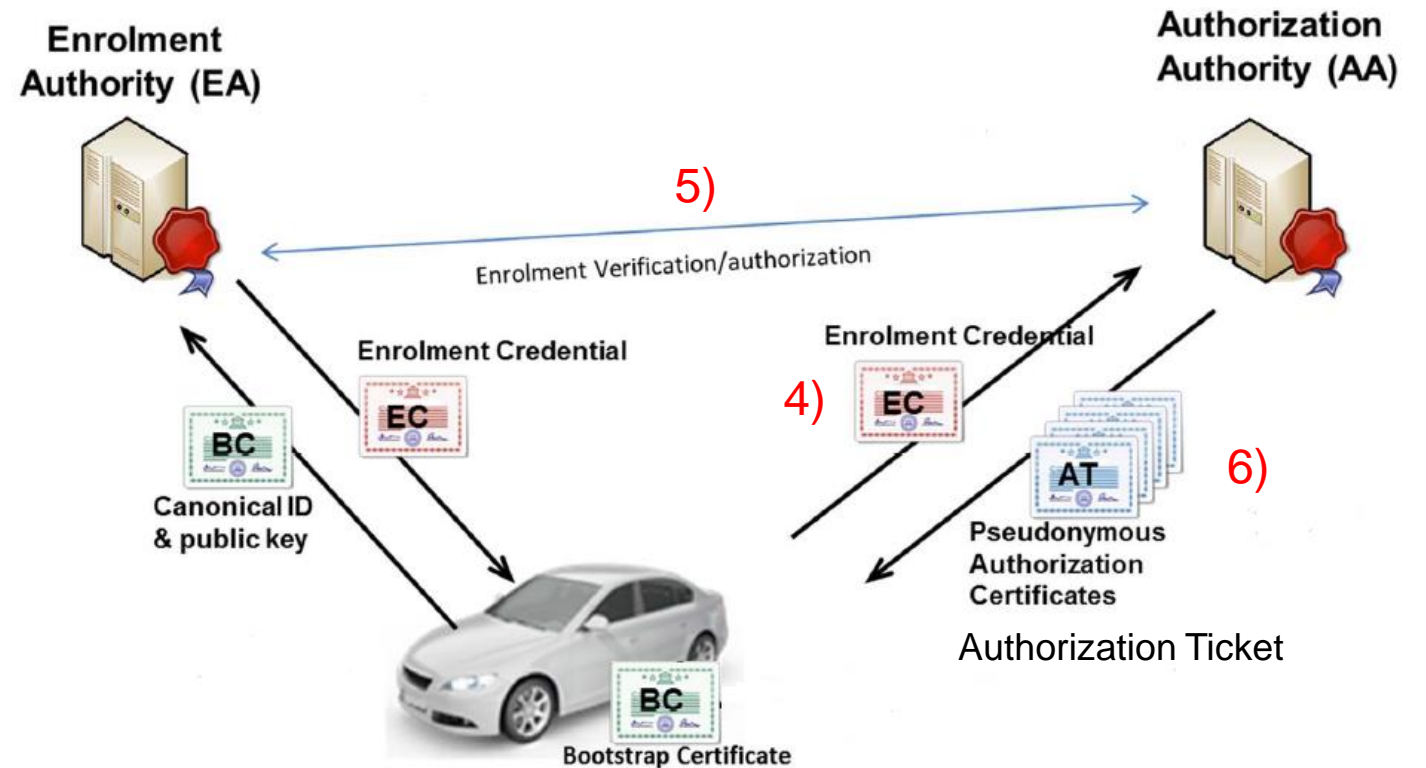 Enrolment
Authority (EA)
Authorization
Authority (AA)
5)
Enrolment Verification/authorization
Enrolment Credential
EC
BC
Canonical ID
& public key
Enrolment Credential
4)
EC
AT
6)
Pseudonymous
Authorization
Certificates
Authorization Ticket
BC
Bootstrap Certificate